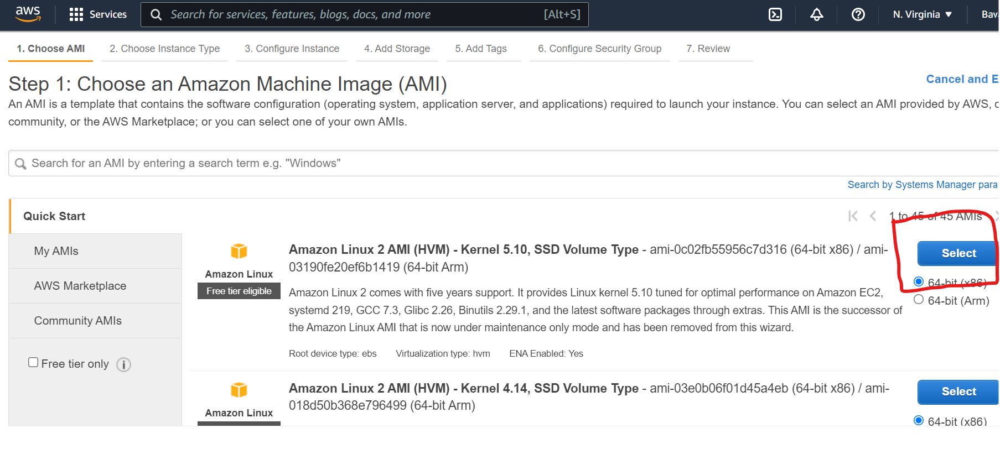 aws
Services
Search for services, features, blogs, docs, and more
[Alt+S]
N. Virginia
Bav
1. Choose AMI
2. Choose Instance Type
3. Configure Instance
4. Add Storage
5. Add Tags
6. Configure Security Group
7. Review
Step 1: Choose an Amazon Machine Image (AMI)
Cancel and E
An AMI is a template that contains the software configuration (operating system, application server, and applications) required to launch your instance. You can select an AMI provided by AWS,
community, or the AWS Marketplace; or you can select one of your own AMIs.
Search for an AMI by entering a search term e.g. "Windows"
Search by Systems Manager para
Quick Start
1 to 45 of 45 AMIs
My AMIs
AWS Marketplace
Community AMIs
Free tier only
Amazon Linux
Free tier eligible
Amazon Linux 2 AMI (HVM) - Kernel 5.10, SSD Volume Type - ami-0c02fb55956c7d316 (64-bit x86) / ami-
03190fe20ef6b1419 (64-bit Arm)
Amazon Linux 2 comes with five years support. It provides Linux kernel 5.10 tuned for optimal performance on Amazon EC2,
systemd 219, GCC 7.3, Glibc 2.26, Binutils 2.29.1, and the latest software packages through extras. This AMI is the successor of
the Amazon Linux AMI that is now under maintenance only mode and has been removed from this wizard.
Root device type: ebs
Virtualization type: hvm
ENA Enabled: Yes
Select
64-bit (x86)
64-bit (Arm)
Amazon Linux
Amazon Linux 2 AMI (HVM) - Kernel 4.14, SSD Volume Type - ami-03e0b06f01d45a4eb (64-bit x86) / ami-
018d50b368e796499 (64-bit Arm)
Select
64-bit (x86)